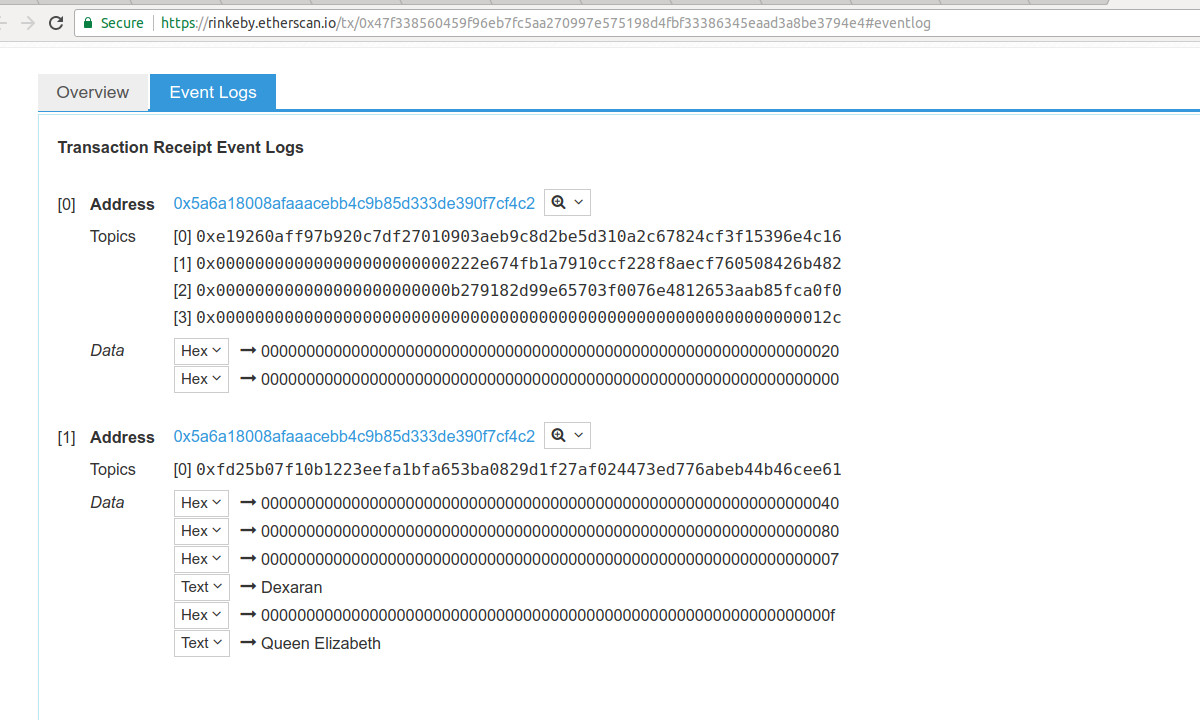 Secure https://rinkeby.etherscan.io/tx/0x47f338560459f96eb7fc5aa270997e575198d4fbf33386345eaad3a8be3794e4#eventlog
Overview Event Logs
Transaction Receipt Event Logs
[0] Address 0x5a6a18008afaaacebb4c9b85d333de390f7cf4c2
Topics [0] 0xe19260aff97b920c7df27010903aeb9c8d2be5d310a2c67824cf3f15396e4c16
[1] 0x000000000000000000000000222e674fb1a7910ccf228f8aecf760508426b482
[2] 0x000000000000000000000000b279182d99e65703f0076e4812653aab85fca0f0
[3] 0x000000000000000000000000000000000000000000000000000000000000012c
Data Hex 0000000000000000000000000000000000000000000000000000000000000020
Hex 0000000000000000000000000000000000000000000000000000000000000000
[1] Address 0x5a6a18008afaaacebb4c9b85d333de390f7cf4c2
Topics [0] 0xfd25b07f10b1223eefa1bfa653ba0829d1f27af024473ed776abeb44b46cee61
Data Hex 0000000000000000000000000000000000000000000000000000000000000040
Hex 0000000000000000000000000000000000000000000000000000000000000080
Hex 0000000000000000000000000000000000000000000000000000000000000007
Text Dexaran
Hex 000000000000000000000000000000000000000000000000000000000000000f
Text Queen Elizabeth